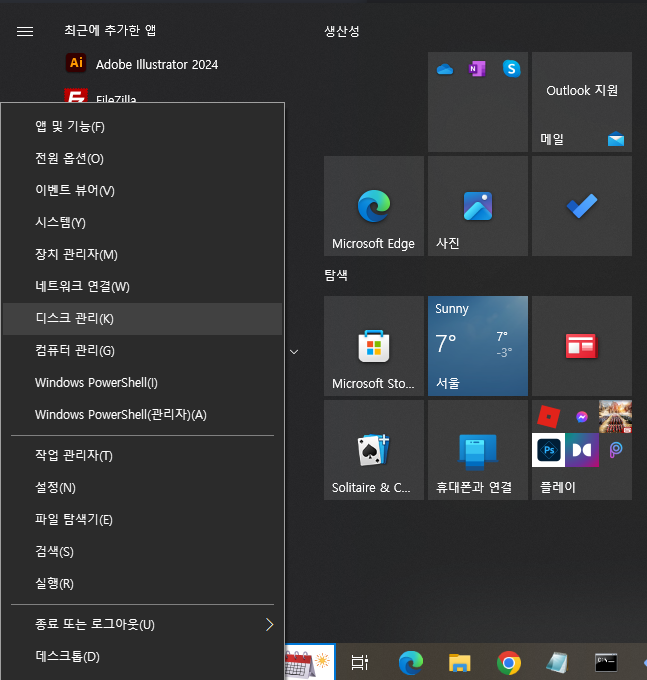 최근에 추가한 앱
Ai
Adobe Illustrator 2024
FileZilla
앱 및 기능(F)
전원 옵션(O)
이벤트 뷰어(V)
시스템(Y)
장치 관리자(M)
네트워크 연결(W)
디스크 관리(K)
컴퓨터 관리(G)
Windows PowerShell(I)
Windows PowerShell(관리자)(A)
작업 관리자(T)
설정(N)
파일 탐색기(E)
검색(S)
실행(R)
종료 또는 로그아웃(U)
데스크톱(D)
생산성
Outlook 지원
메일
Microsoft Edge
사진
탐색
Microsoft Sto...
Sunny
7°
7°
-3°
서울
Solitaire & C...
휴대폰과 연결
Ps
플레이